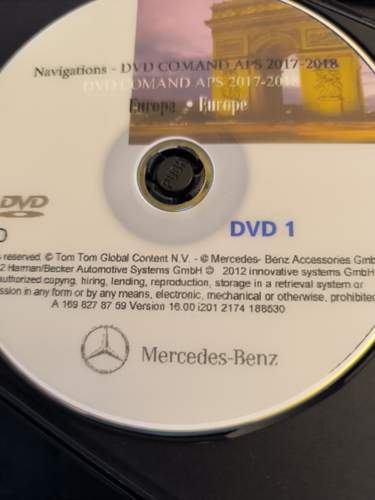 Navigations - DVD COMAND APS 2017-2018
DVD COMAND APS 2017-2018
Europa • Europe
DVD
DVD 1
s reserved. © Tom Tom Global Content N.V. - @ Mercedes- Benz Accessories Gmb
2 Harman/Becker Automotive Systems GmbH © 2012 innovative systems GmbH
authorized copyng, hiring, lending, reproduction, storage in a retrieval system or
ssion in any form or by any means, electronic, mechanical or otherwise, prohibited
A 169 827 87 59 Version 16.00 i201 2174 188530
Mercedes-Benz